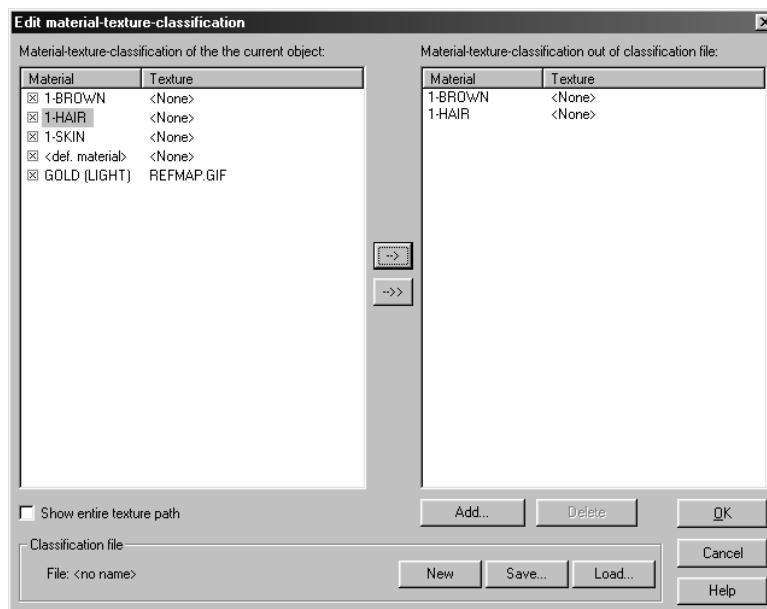 Edit material-texture-classification
Material-texture-classification of the the current object:
Material Texture
1-BROWN <None>
1-HAIR <None>
1-SKIN <None>
<def. material> <None>
GOLD (LIGHT) REFMAP.GIF
-->
-->>
Material-texture-classification out of classification file:
Material Texture
1-BROWN <None>
1-HAIR <None>
Show entire texture path
Add... Delete OK
Classification file
File: <no name> New Save... Load...
Cancel
Help